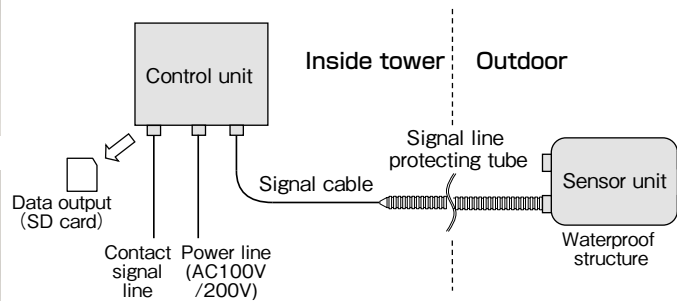 Control unit
Inside tower
Outdoor
Signal line
protecting tube
Sensor unit
Signal cable
Data output
(SD card)
Waterproof
structure
Contact
signal
line
Power line
(AC100V
/200V)